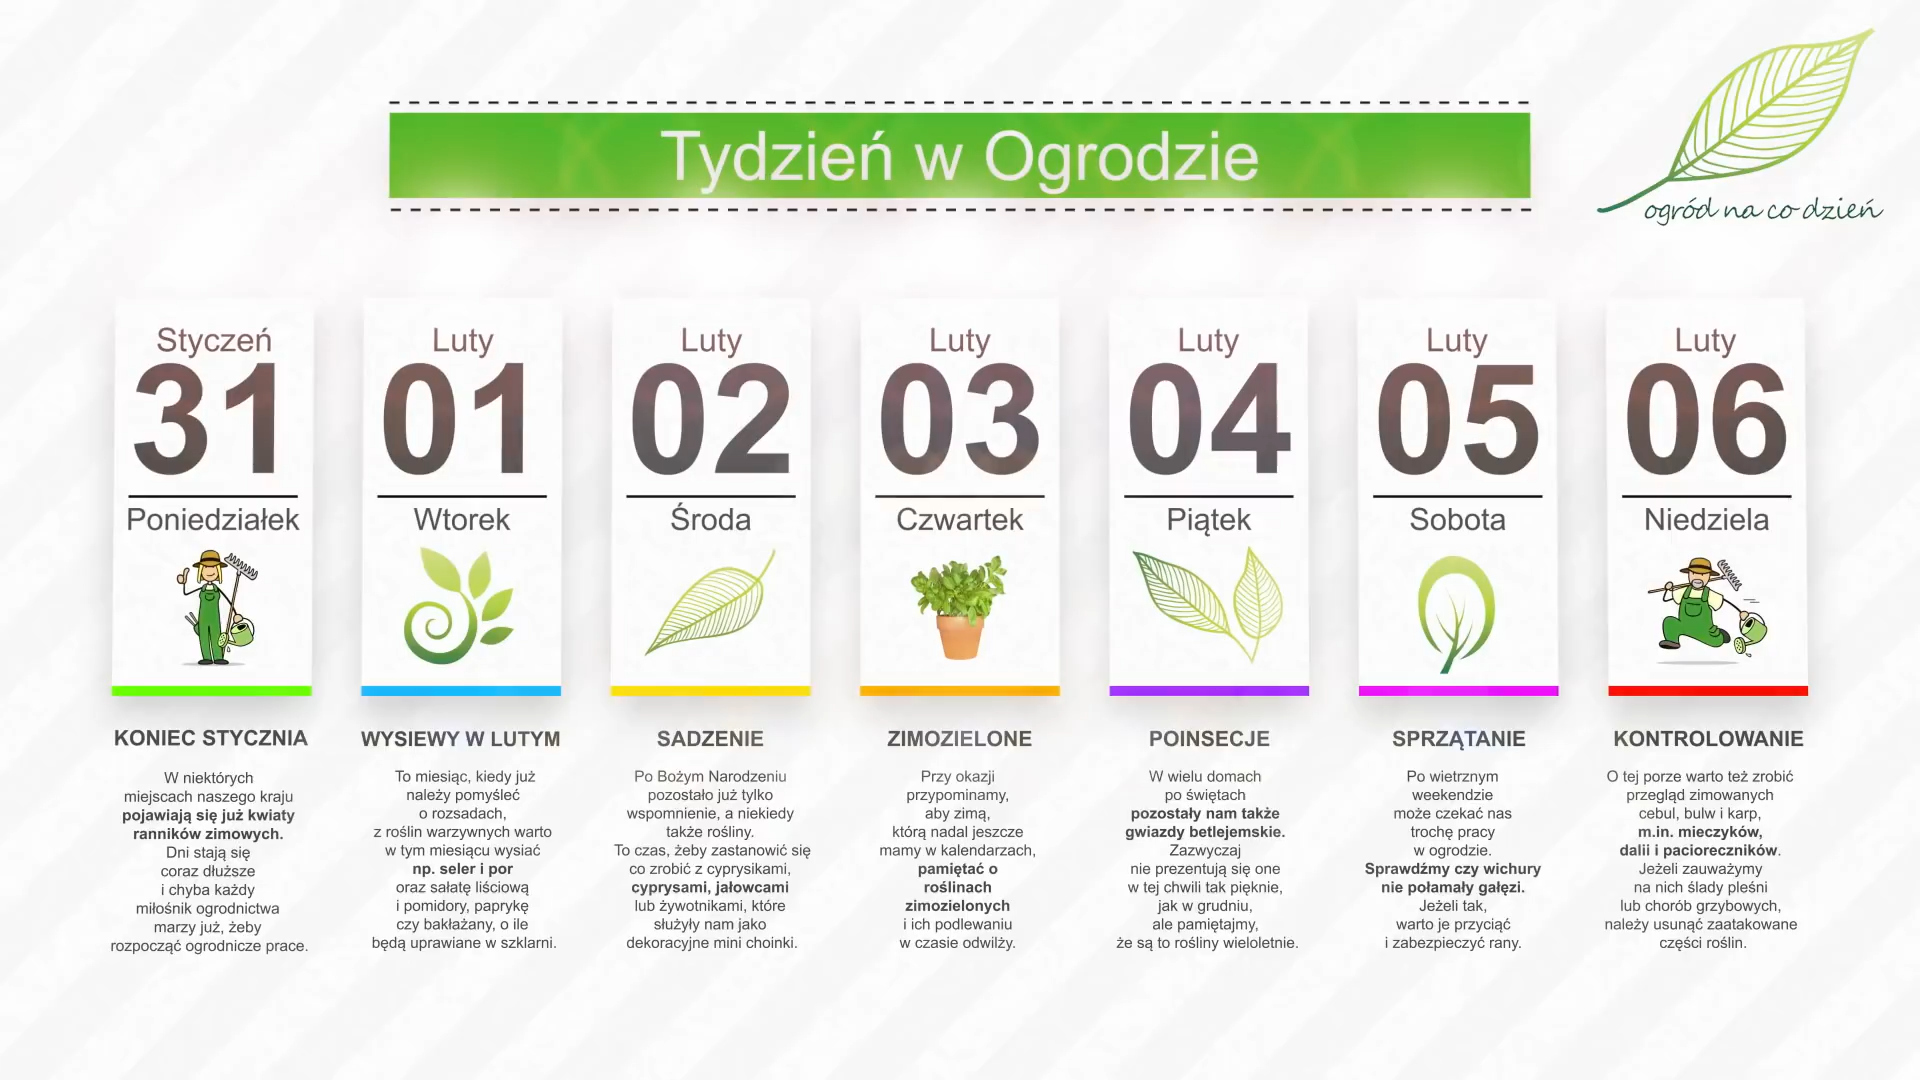 Tydzień w Ogrodzie
ogród na co dzień
Styczeń
31
Poniedziałek
KONIEC STYCZNIA
W niektórych
miejscach naszego kraju
pojawiają się już kwiaty
ranników zimowych.
Dni stają się
coraz dłuższe
i chyba każdy
miłośnik ogrodnictwa
marzy już, żeby
rozpocząć ogrodnicze prace.
Luty
01
Wtorek
WYSIEWY W LUTYM
To miesiąc, kiedy już
należy pomyśleć
o rozsadach,
z roślin warzywnych warto
w tym miesiącu wysiać
np. seler i por
oraz sałatę liściową
i pomidory, paprykę
czy bakłażany, o ile
będą uprawiane w szklarni.
Luty
02
Środa
SADZENIE
Po Bożym Narodzeniu
pozostało już tylko
wspomnienie, a niekiedy
także rośliny.
To czas, żeby zastanowić się
co zrobić z cyprysikami,
cyprysami, jałowcami
lub żywotnikami, które
służyły nam jako
dekoracyjne mini choinki.
Luty
03
Czwartek
ZIMOZIELONE
Przy okazji
przypominamy,
aby zimą,
którą nadal jeszcze
mamy w kalendarzach,
pamiętać o
roślinach
zimozielonych
i ich podlewaniu
w czasie odwilży.
Luty
04
Piątek
POINSECJE
W wielu domach
po świętach
pozostały nam także
gwiazdy betlejemskie.
Zazwyczaj
nie prezentują się one
w tej chwili tak pięknie,
jak w grudniu,
ale pamiętajmy,
że są to rośliny wieloletnie.
Luty
05
Sobota
SPRZĄTANIE
Po wietrznym
weekendzie
może czekać nas
trochę pracy
w ogrodzie.
Sprawdźmy czy wichury
nie połamały gałęzi.
Jeżeli tak,
warto je przyciąć
i zabezpieczyć rany.
Luty
06
Niedziela
KONTROLOWANIE
O tej porze warto też zrobić
przegląd zimowanych
cebul, bulw i karp,
m.in. mieczyków,
dalii i pacioreczników.
Jeżeli zauważymy
na nich ślady pleśni
lub chorób grzybowych,
należy usunąć zaatakowane
części roślin.